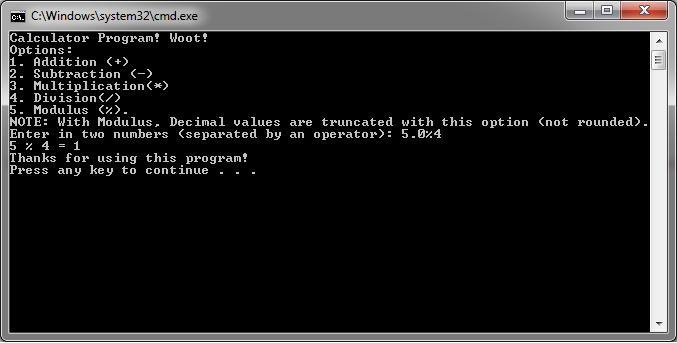 C:\Windows\system32\cmd.exe
Calculator Program! Woot!
Options:
1. Addition (+)
2. Subtraction (-)
3. Multiplication(*)
4. Division(/)
5. Modulus (%).
NOTE: With Modulus, Decimal values are truncated with this option (not rounded).
Enter in two numbers (separated by an operator): 5.0%4
5 % 4 = 1
Thanks for using this program!
Press any key to continue . . .